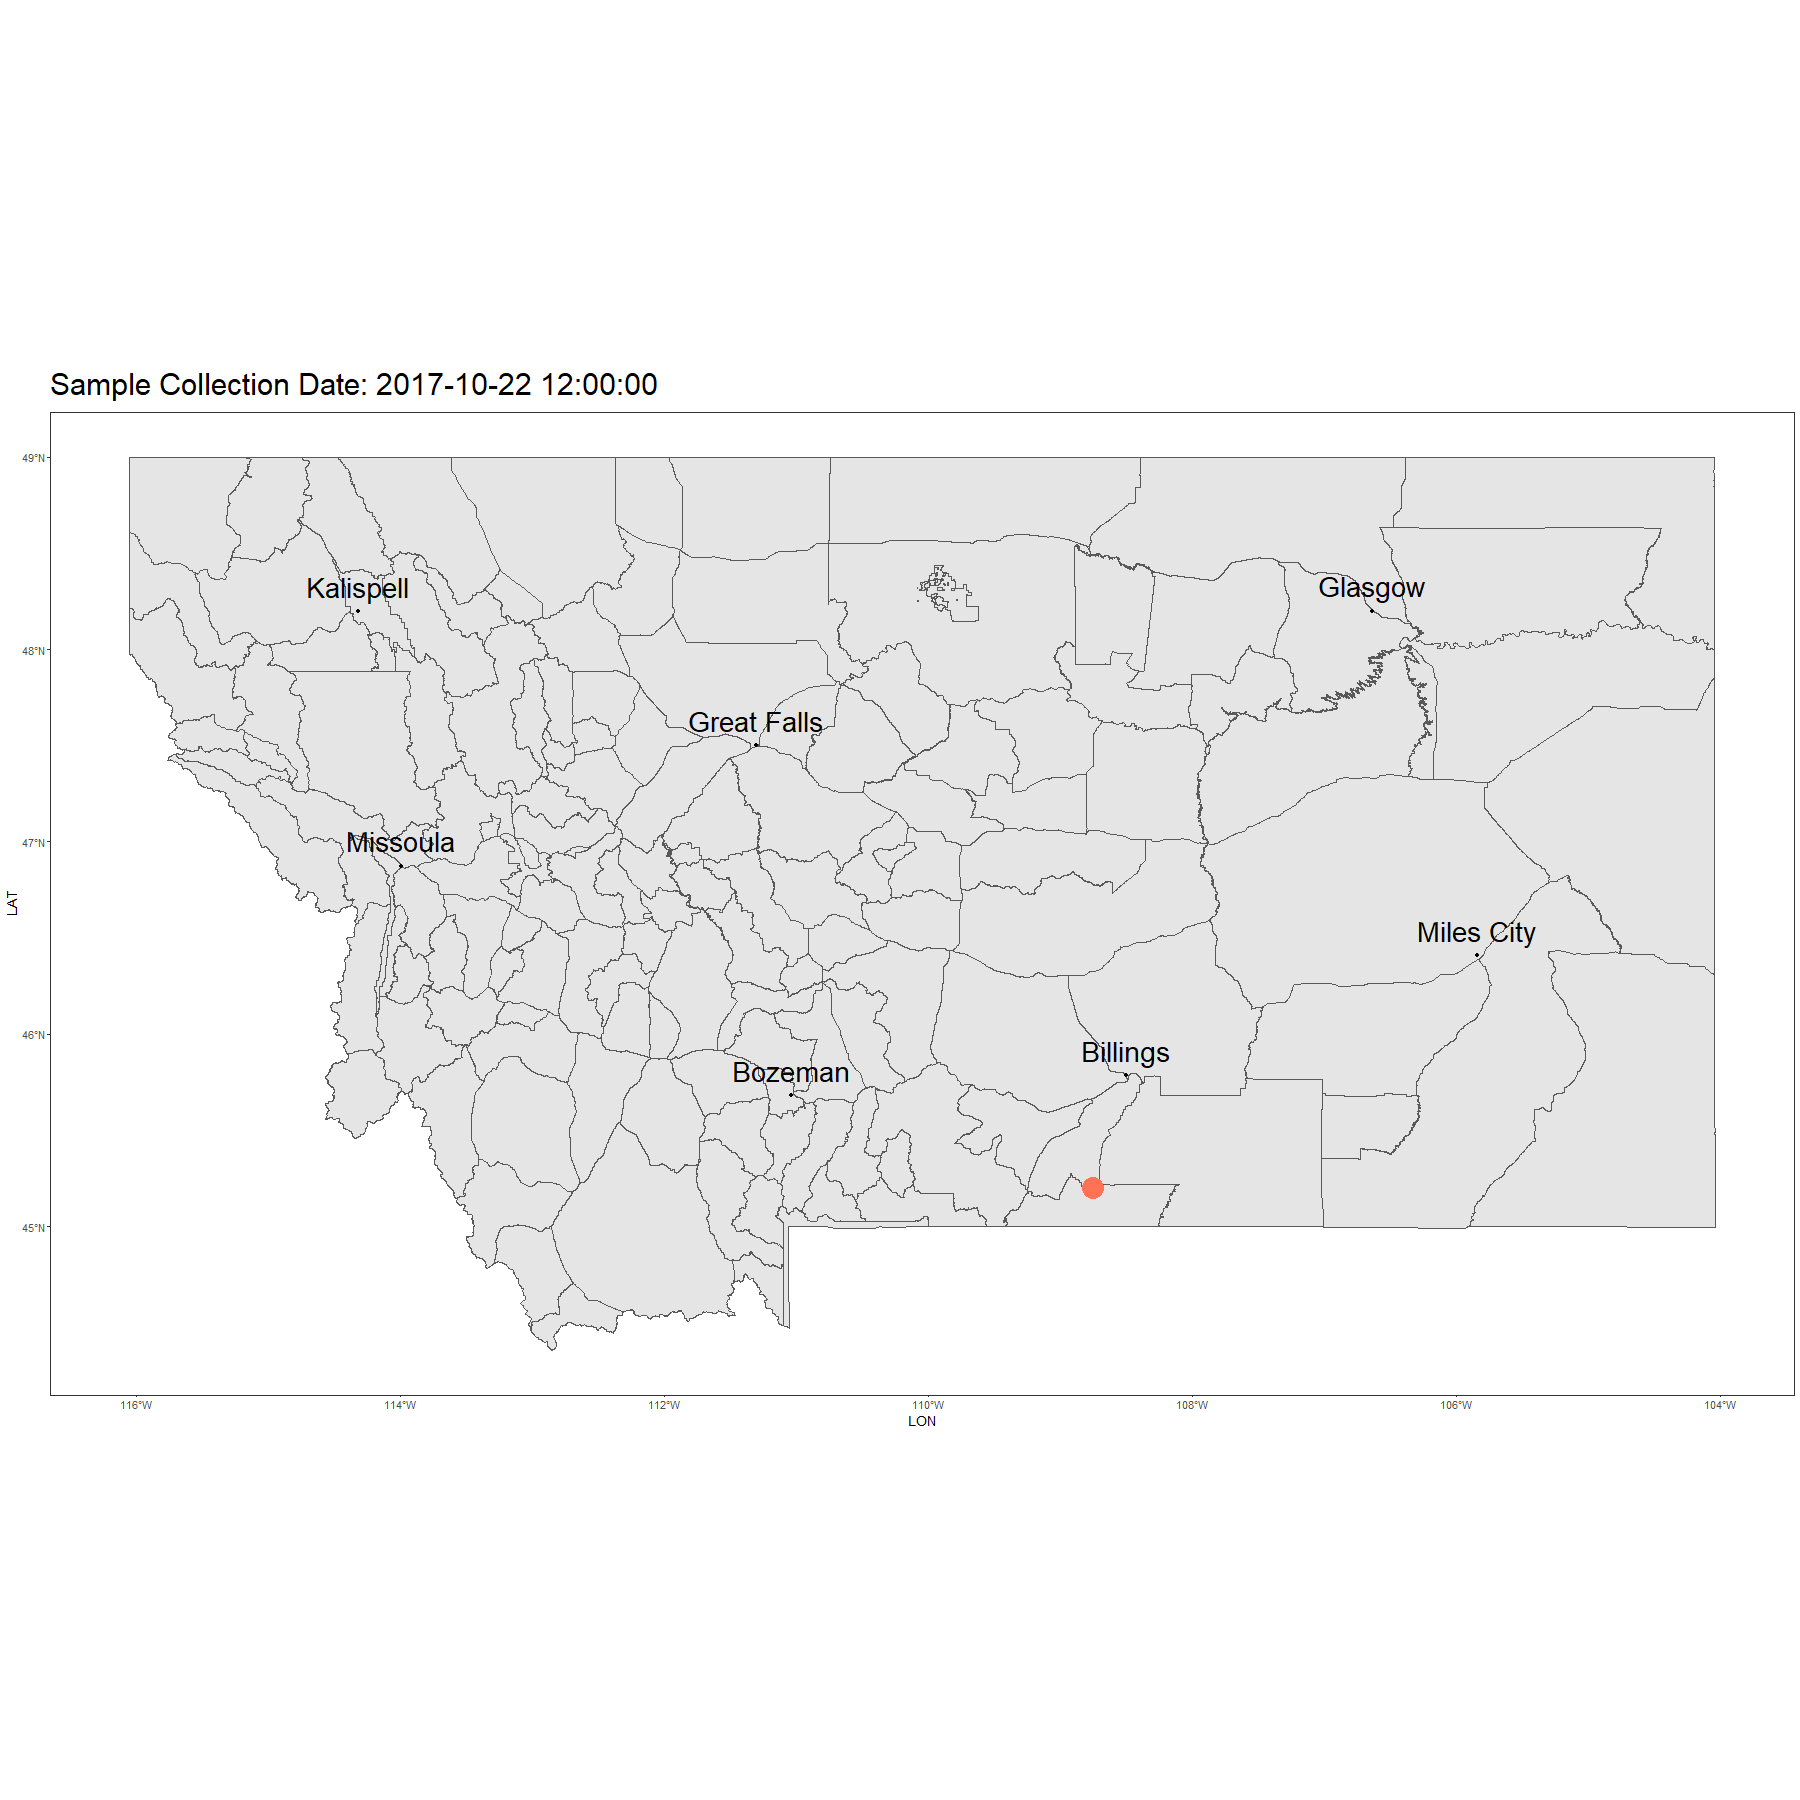 Sample Collection Date: 2017-10-22 12:00:00
49°N
48°N
47°N
46°N
45°N
LAT
Kalispell
Glasgow
Great Falls
Missoula
Miles City
Billings
Bozeman
116°W
114°W
112°W
110°W
108°W
106°W
104°W
LON